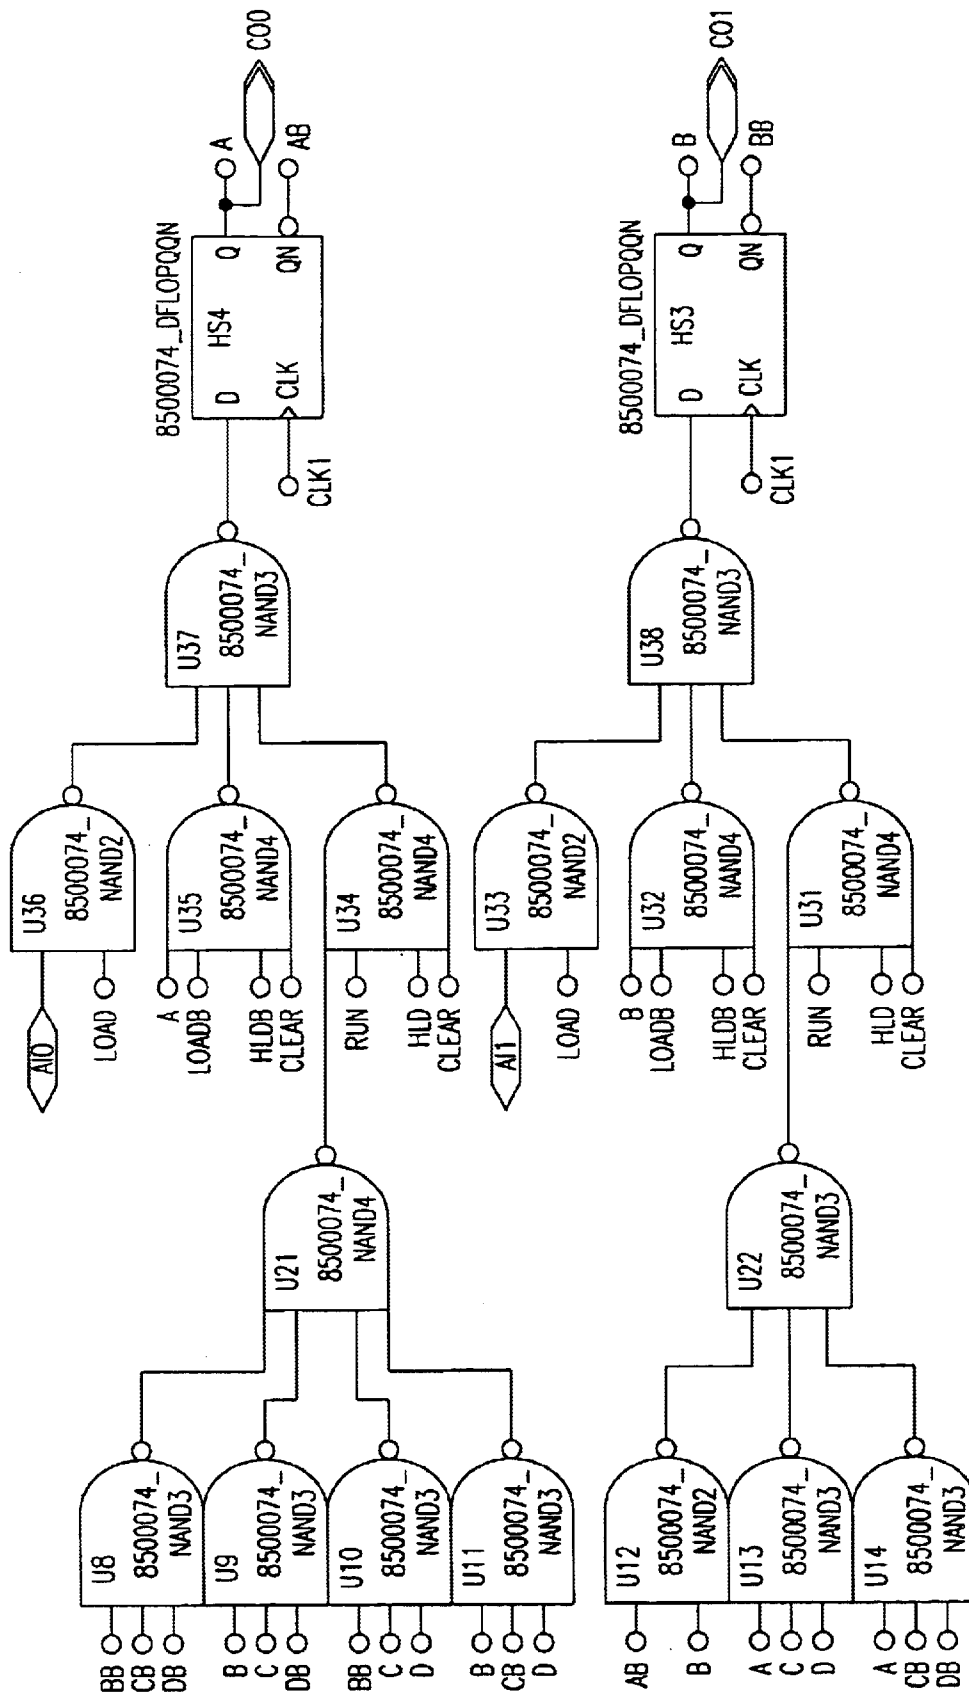 BB
CB
DB
U8
8500074_
NAND3
B
C
DB
U9
8500074_
NAND3
BB
C
D
U10
8500074_
NAND3
B
CB
D
U11
8500074_
NAND3
U21
8500074_
NAND4
AI0
LOAD
U36
8500074_
NAND2
A
LOADB
HLDB
CLEAR
U35
8500074_
NAND4
RUN
HLD
CLEAR
U34
8500074_
NAND4
U37
8500074_
NAND3
8500074_DFLOPQQN
D
HS4
Q
CLK
QN
CLK1
A
AB
CO0
AB
B
U12
8500074_
NAND2
A
C
D
U13
8500074_
NAND3
A
CB
DB
U14
8500074_
NAND3
U22
8500074_
NAND3
AI1
LOAD
U33
8500074_
NAND2
B
LOADB
HLDB
CLEAR
U32
8500074_
NAND4
RUN
HLD
CLEAR
U31
8500074_
NAND4
U38
8500074_
NAND3
8500074_DFLOPQQN
D
HS3
Q
CLK
QN
CLK1
B
BB
CO1